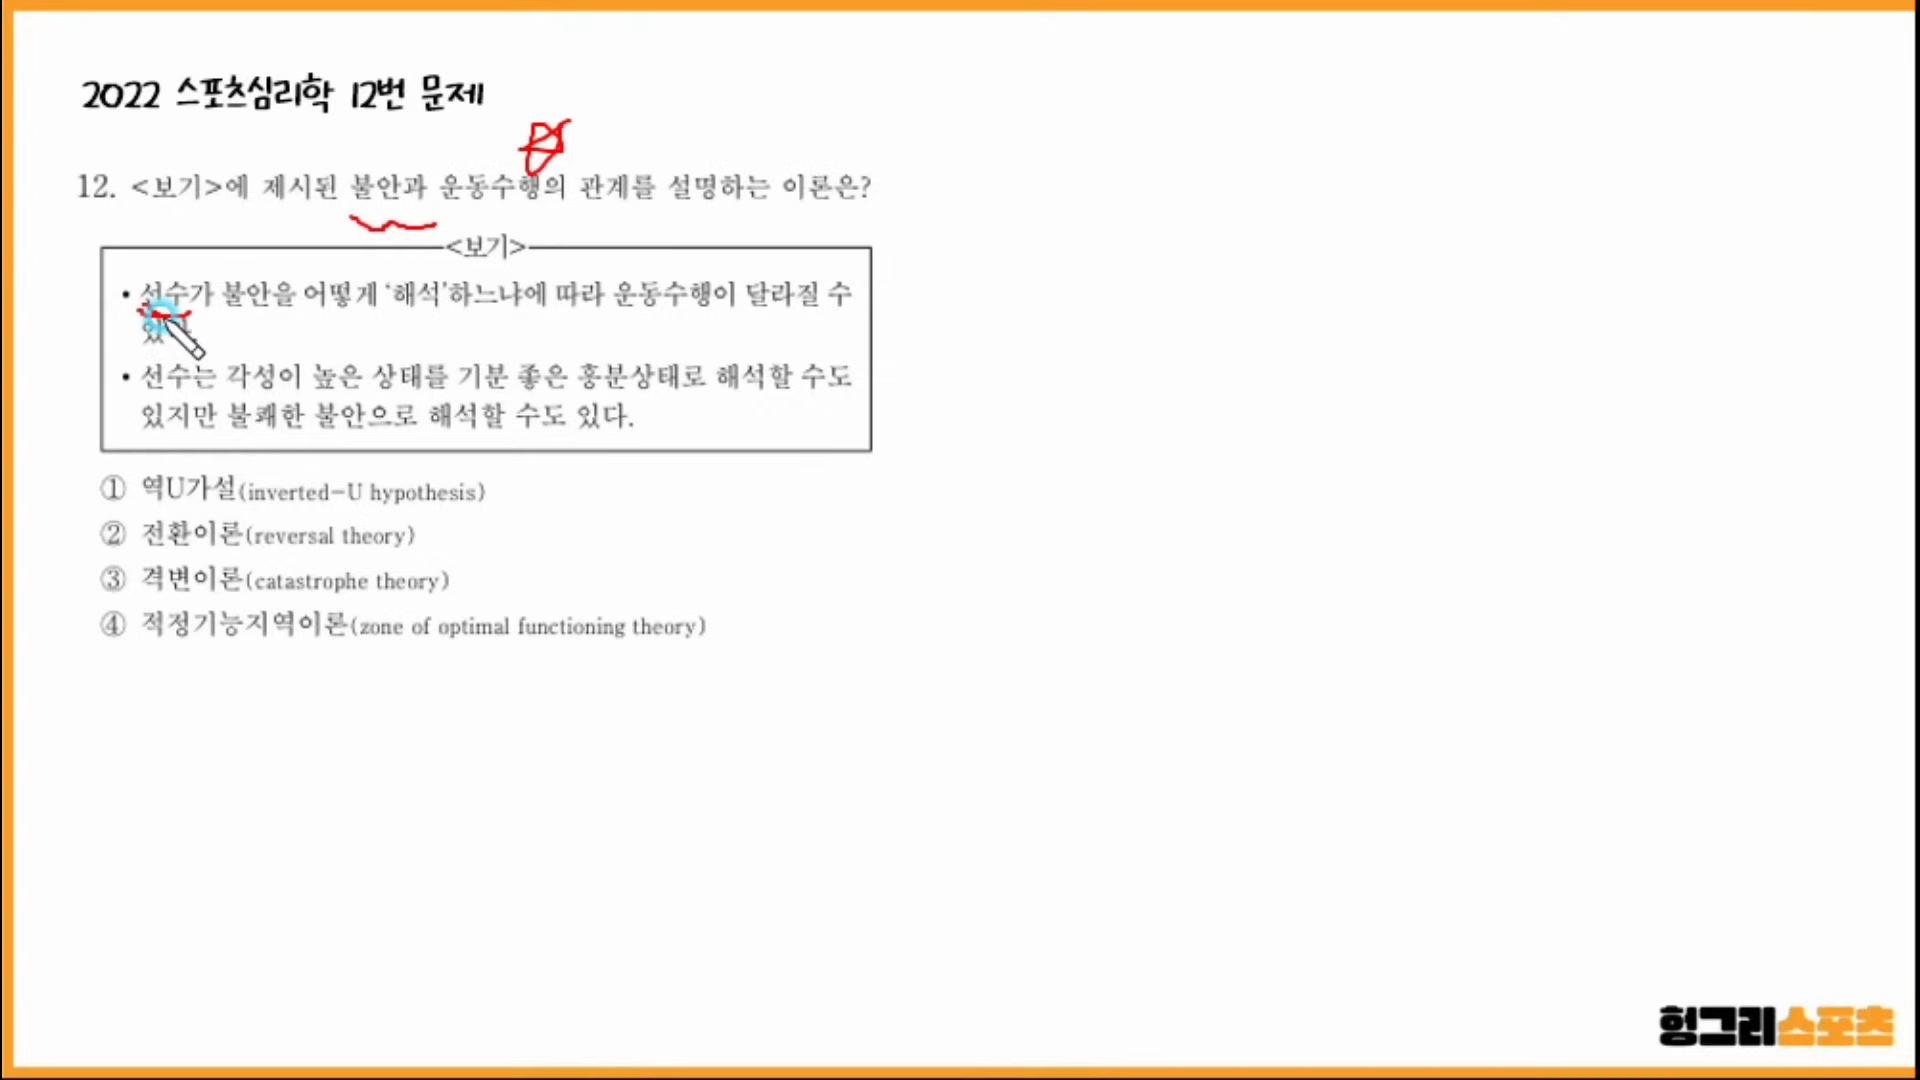 2022 스포츠심리학 12번 문제
12. <보기>에 제시된 불안과 운동수행의 관계를 설명하는 이론은?
<보기>
• 선수가 불안을 어떻게 ‘해석’하느냐에 따라 운동수행이 달라질 수
있
• 선수는 각성이 높은 상태를 기분 좋은 흥분상태로 해석할 수도
있지만 불쾌한 불안으로 해석할 수도 있다.
① 역U가설(inverted-U hypothesis)
② 전환이론(reversal theory)
③ 격변이론(catastrophe theory)
④ 적정기능지역이론(zone of optimal functioning theory)
헝그리스포츠